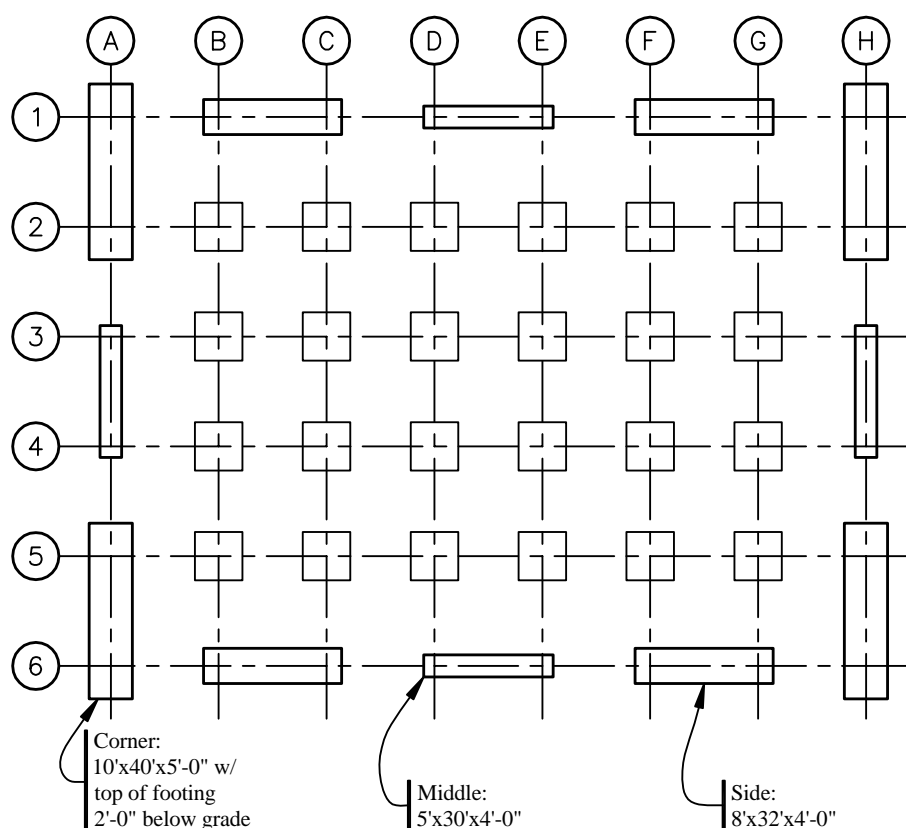 A B C D E F G H
1
2
3
4
5
6
Corner:
10'x40'x5'-0" w/
top of footing
2'-0" below grade
Middle:
5'x30'x4'-0"
Side:
8'x32'x4'-0"